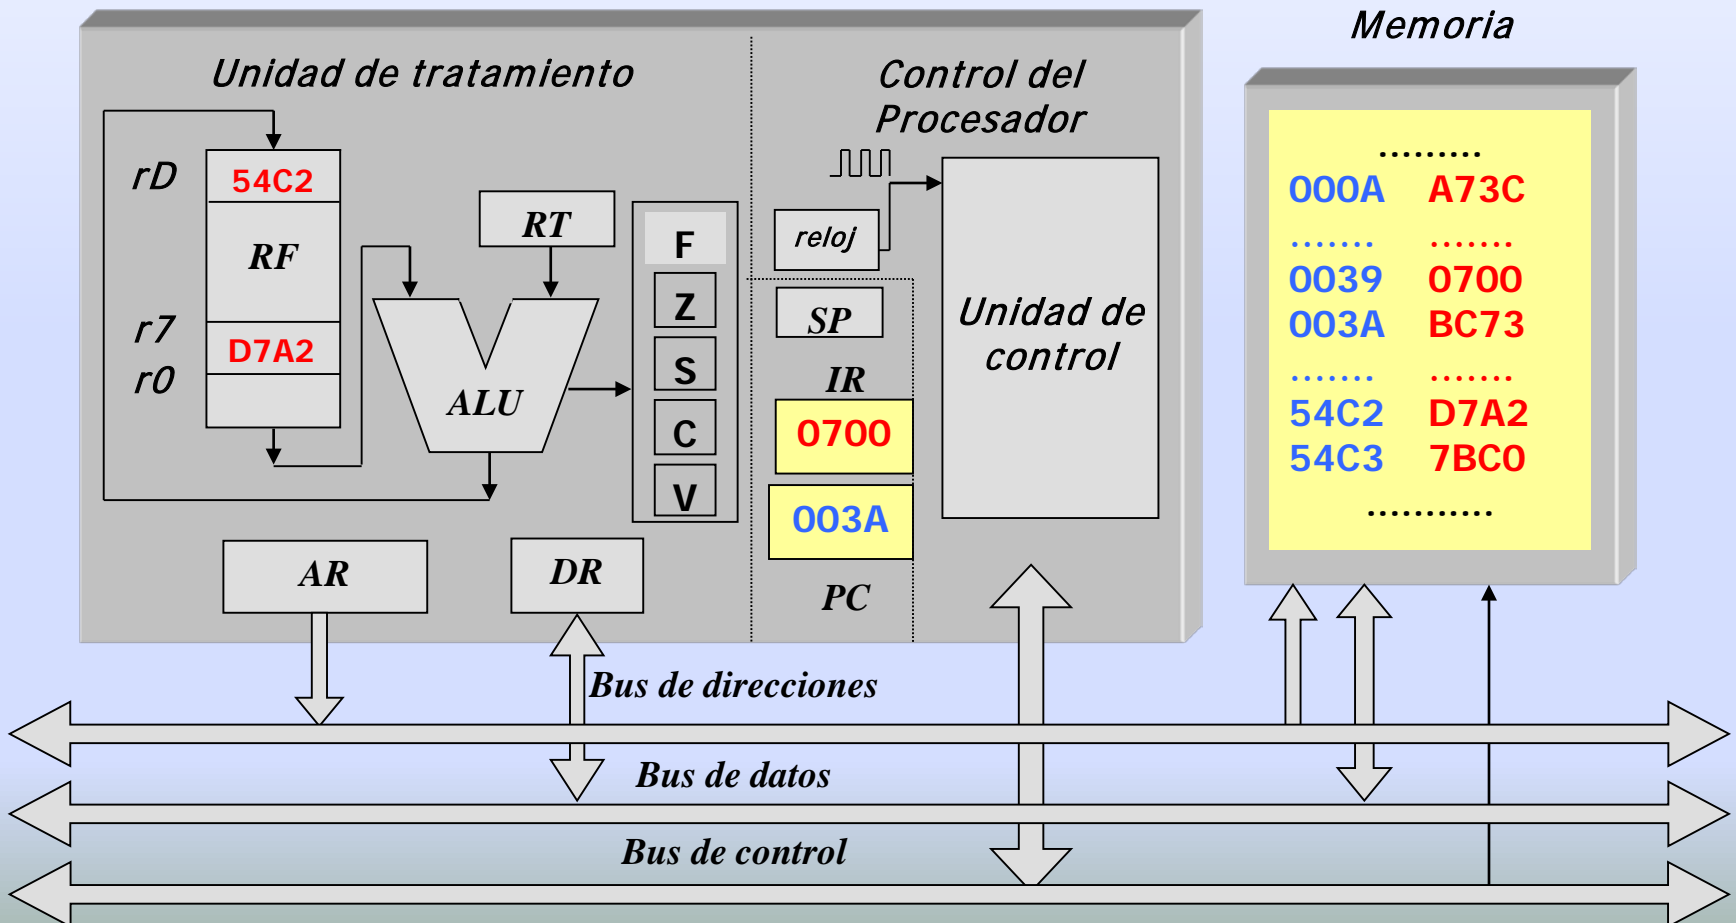 Memoria
Unidad de tratamiento
Control del
Procesador
rD
54C2
RF
r7
D7A2
r0
RT
ALU
F
Z
S
C
V
reloj
SP
IR
0700
003A
PC
Unidad de
control
AR
DR
.........
000A A73C
....... .......
0039 0700
003A BC73
....... .......
54C2 D7A2
54C3 7BC0
...........
Bus de direcciones
Bus de datos
Bus de control